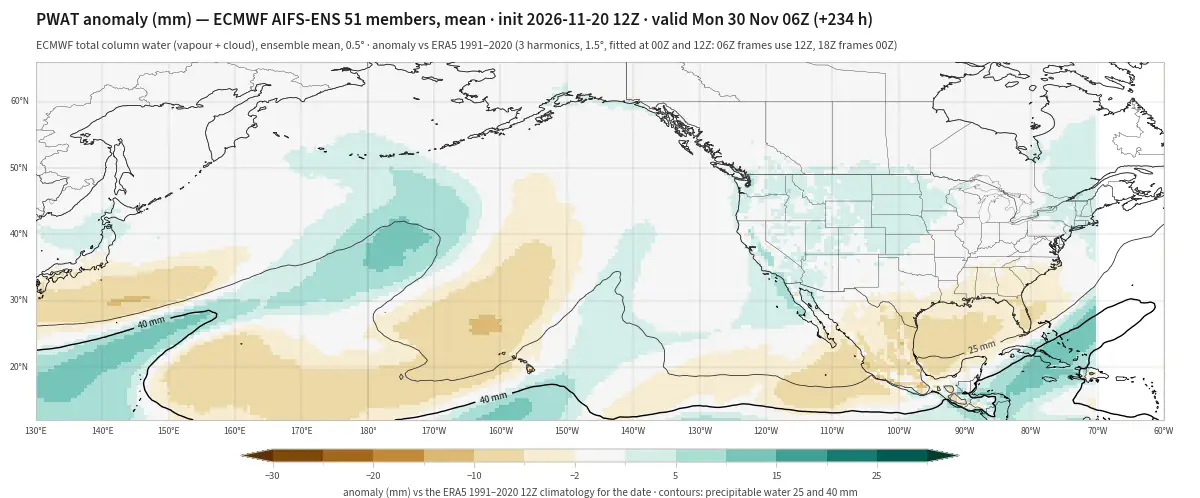 PWAT anomaly (mm) — ECMWF AIFS-ENS 51 members, mean · init 2026-11-20 12Z · valid Mon 30 Nov 06Z (+234 h)
ECMWF total column water (vapour + cloud), ensemble mean, 0.5° · anomaly vs ERA5 1991–2020 (3 harmonics, 1.5°, fitted at 00Z and 12Z: 06Z frames use 12Z, 18Z frames 00Z)
60°N
50°N
40°N
30°N
20°N
40 mm
25 mm
40 mm
130°E 140°E 150°E 160°E 170°E 180° 170°W 160°W 150°W 140°W 130°W 120°W 110°W 100°W 90°W 80°W 70°W 60°W
−30 −20 −10 −2 5 15 25
anomaly (mm) vs the ERA5 1991–2020 12Z climatology for the date · contours: precipitable water 25 and 40 mm